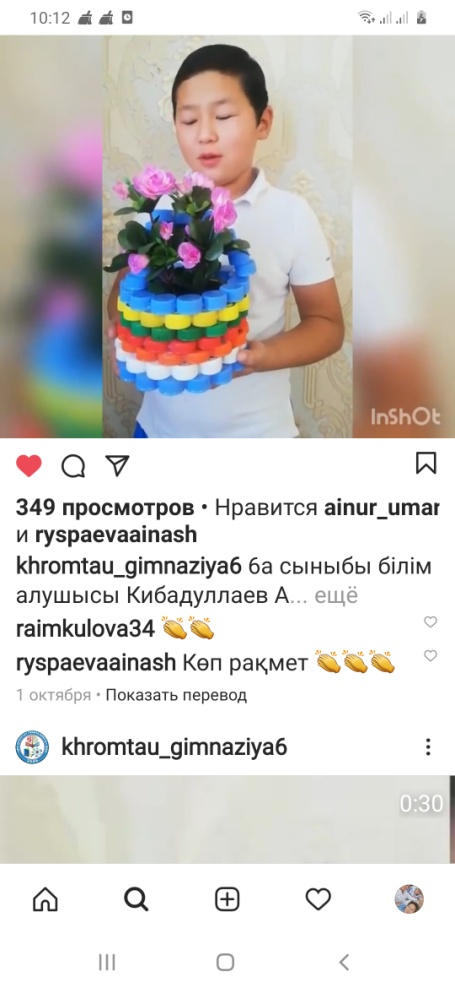 10:12
InShOt
349 просмотров • Нравится ainur_umar
и ryspaevaainash
khromtau_gimnaziya6 6а сыныбы білім
алушысы Кибадуллаев А... ещё
raimkulova34 👏👏
ryspaevaainash Көп рақмет 👏👏👏
1 октября • Показать перевод
khromtau_gimnaziya6
0:30